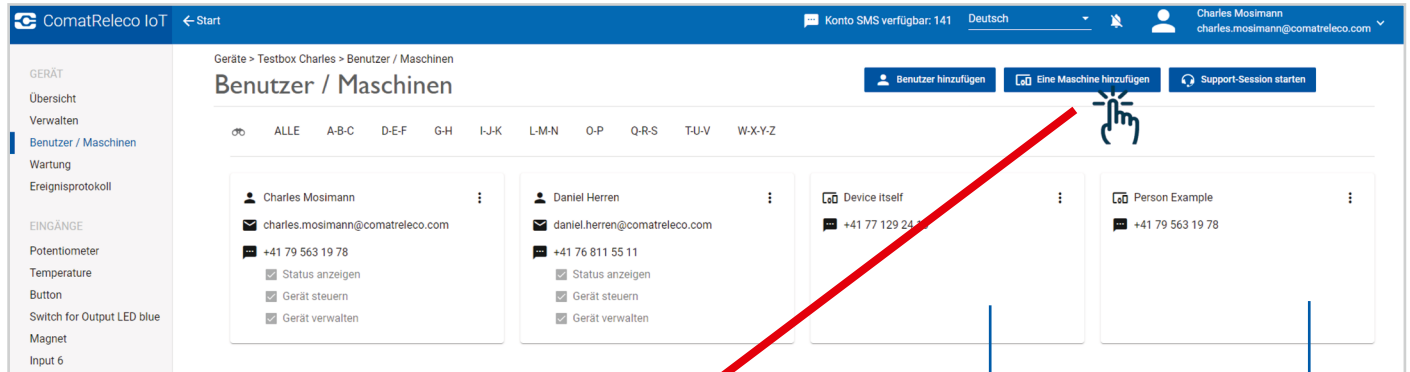 ComatReleco IoT
Start
Konto SMS verfügbar: 141
Deutsch
Charles Mosimann
charles.mosimann@comatreleco.com
GERÄT
Übersicht
Verwalten
Benutzer / Maschinen
Wartung
Ereignisprotokoll
EINGÄNGE
Potentiometer
Temperature
Button
Switch for Output LED blue
Magnet
Input 6
Geräte > Testbox Charles > Benutzer / Maschinen
Benutzer / Maschinen
Benutzer hinzufügen
Eine Maschine hinzufügen
Support-Session starten
ALLE A-B-C D-E-F G-H I-J-K L-M-N O-P Q-R-S T-U-V W-X-Y-Z
Charles Mosimann
charles.mosimann@comatreleco.com
+41 79 563 19 78
Status anzeigen
Gerät steuern
Gerät verwalten
Daniel Herren
daniel.herren@comatreleco.com
+41 76 811 55 11
Status anzeigen
Gerät steuern
Gerät verwalten
Device itself
+41 77 129 24
Person Example
+41 79 563 19 78